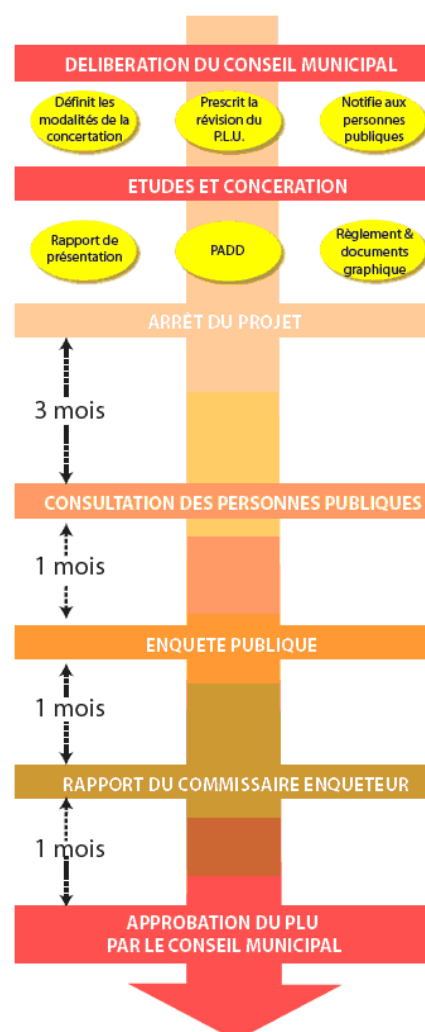 DELIBERATION DU CONSEIL MUNICIPAL
Définit les
modalités de la
concertation
Prescrit la
révision du
P.L.U.
Notifie aux
personnes
publiques
ETUDES ET CONCERATION
Rapport de
présentation
PADD
Règlement &
documents
graphique
ARRÊT DU PROJET
3 mois
CONSULTATION DES PERSONNES PUBLIQUES
1 mois
ENQUETE PUBLIQUE
1 mois
RAPPORT DU COMMISSAIRE ENQUETEUR
1 mois
APPROBATION DU PLU
PAR LE CONSEIL MUNICIPAL